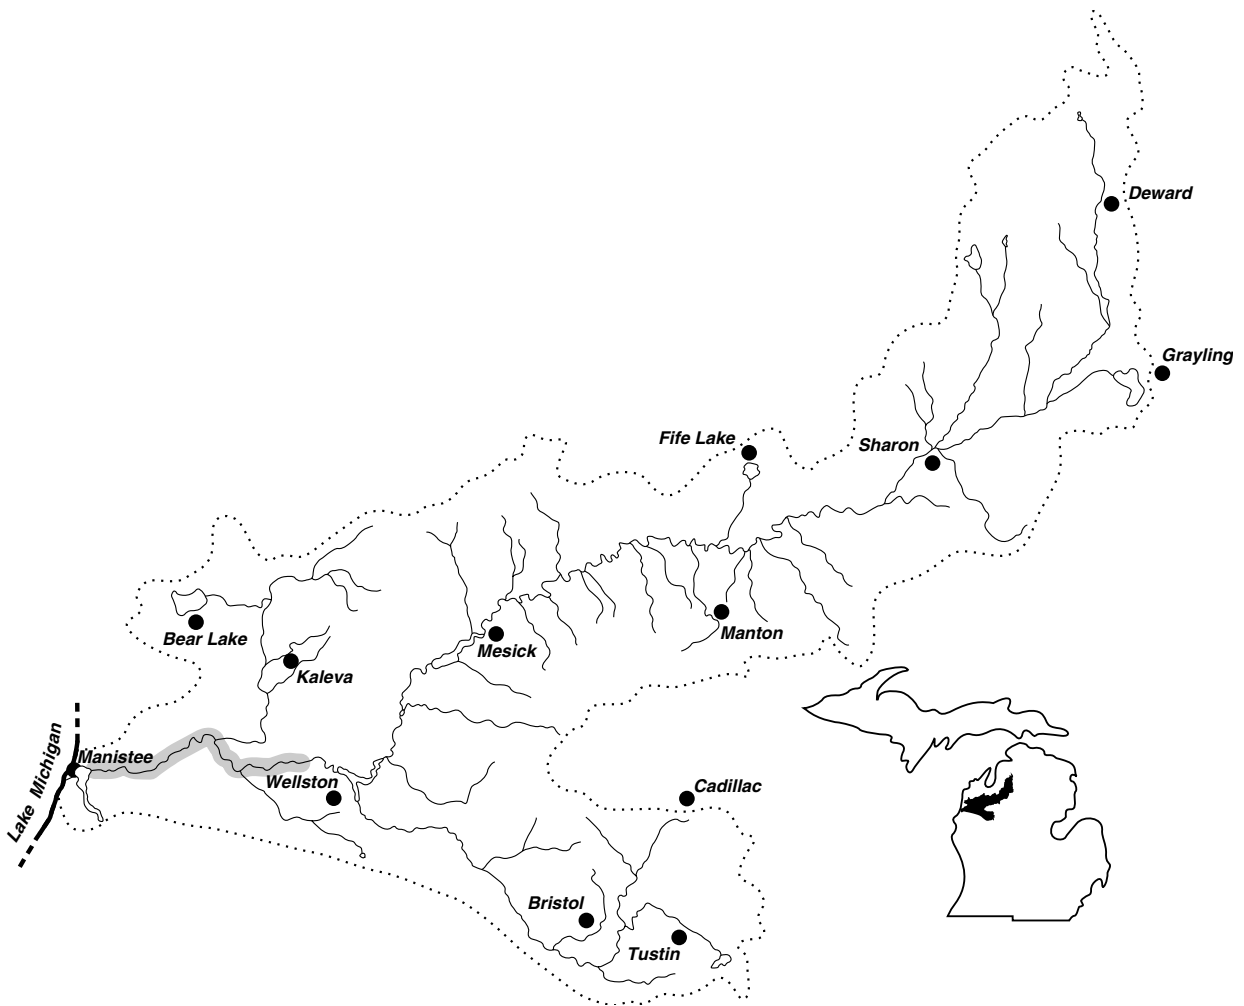 Deward
Grayling
Fife Lake
Sharon
Bear Lake
Manton
Mesick
Kaleva
Lake Michigan
Manistee
Wellston
Cadillac
Bristol
Tustin